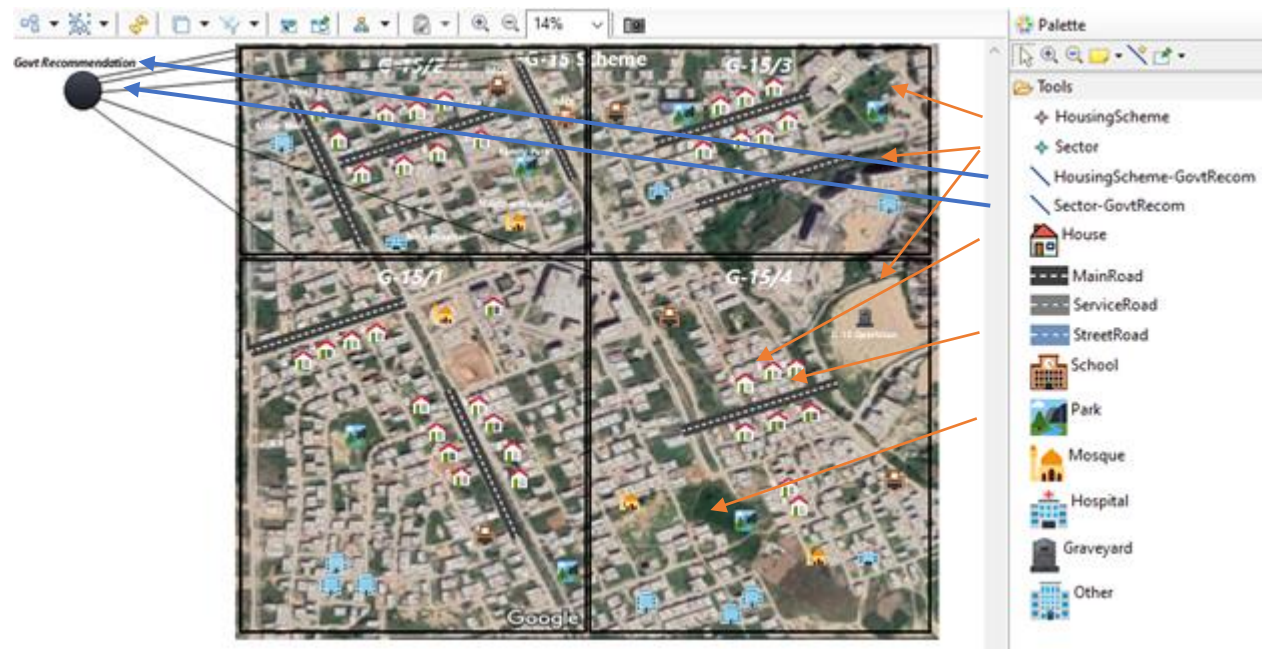 14%
Palette
Govt Recommendation
G-15 Scheme
G-15/2
G-15/3
Tools
HousingScheme
Sector
HousingScheme-GovtRecom
Sector-GovtRecom
House
G-15/1
G-15/4
MainRoad
ServiceRoad
StreetRoad
School
Park
Mosque
Hospital
Graveyard
Other
Google